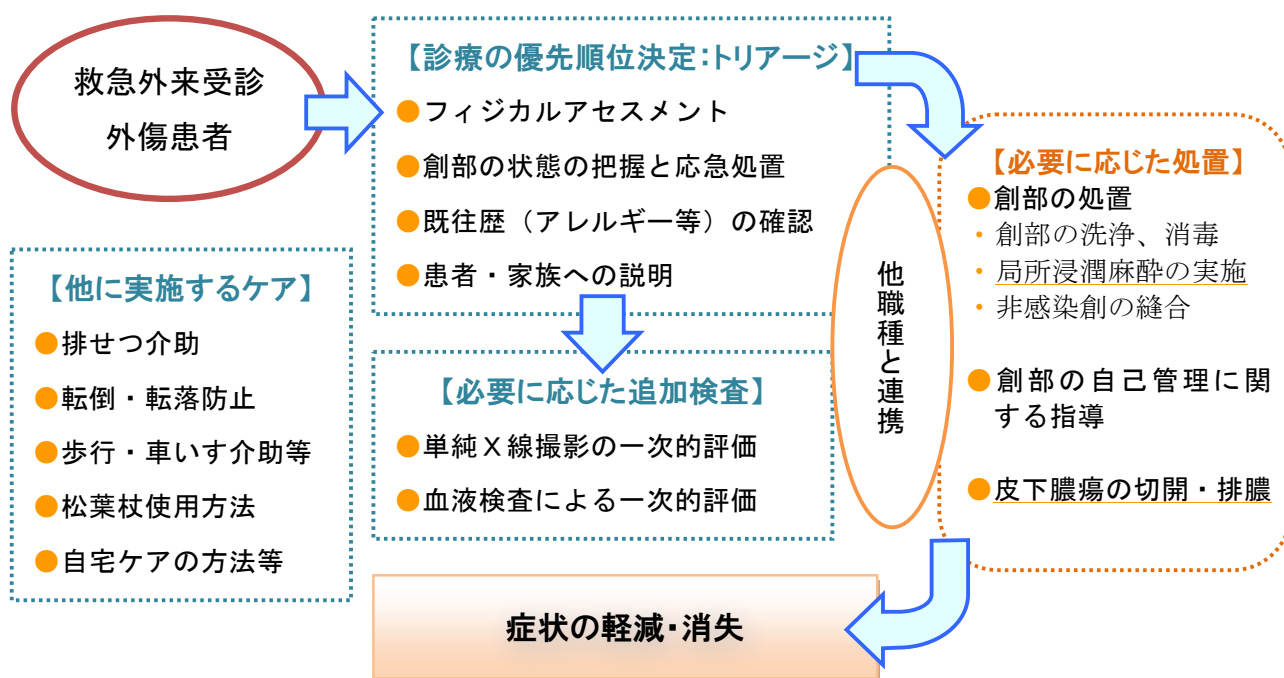 救急外来受診
外傷患者
【診療の優先順位決定:トリアージ】
●フィジカルアセスメント
●創部の状態の把握と応急処置
●既往歴（アレルギー等）の確認
●患者・家族への説明
【必要に応じた追加検査】
●単純Ｘ線撮影の一次的評価
●血液検査による一次的評価
他職種と連携
【必要に応じた処置】
●創部の処置
・創部の洗浄、消毒
・局所浸潤麻酔の実施
・非感染創の縫合
●創部の自己管理に関
する指導
●皮下膿瘍の切開・排膿
【他に実施するケア】
●排せつ介助
●転倒・転落防止
●歩行・車いす介助等
●松葉杖使用方法
●自宅ケアの方法等
症状の軽減・消失